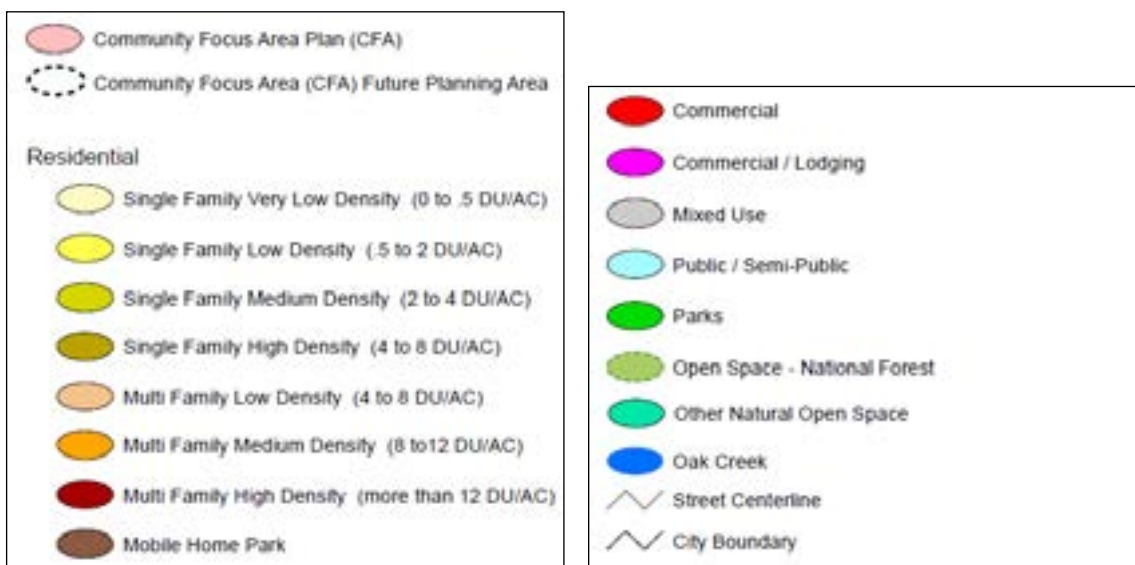 Community Focus Area Plan (CFA)
Community Focus Area (CFA) Future Planning Area
Residential
Single Family Very Low Density (0 to .5 DU/AC)
Single Family Low Density (.5 to 2 DU/AC)
Single Family Medium Density (2 to 4 DU/AC)
Single Family High Density (4 to 8 DU/AC)
Multi Family Low Density (4 to 8 DU/AC)
Multi Family Medium Density (8 to12 DU/AC)
Multi Family High Density (more than 12 DU/AC)
Mobile Home Park
Commercial
Commercial / Lodging
Mixed Use
Public / Semi-Public
Parks
Open Space - National Forest
Other Natural Open Space
Oak Creek
Street Centerline
City Boundary